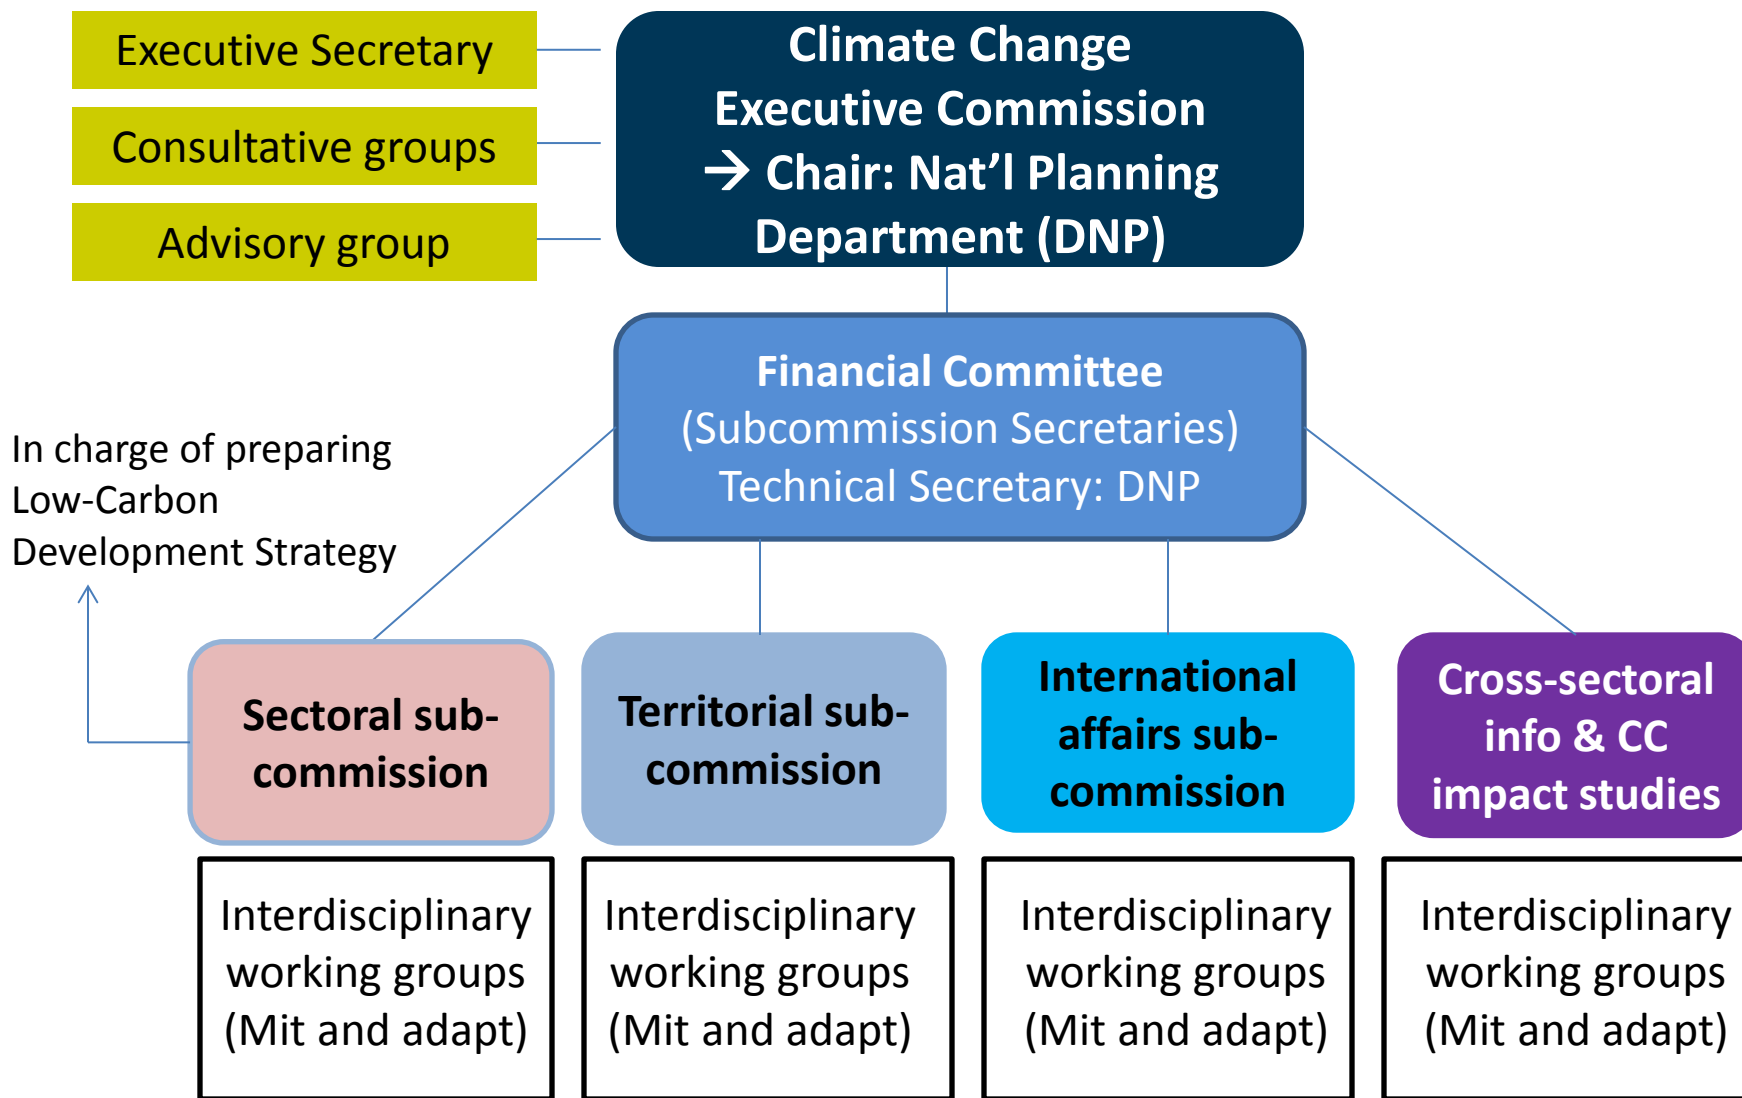 Executive Secretary
Consultative groups
Advisory group
Climate Change
Executive Commission
→ Chair: Nat’l Planning
Department (DNP)
Financial Committee
(Subcommission Secretaries)
Technical Secretary: DNP
In charge of preparing
Low-Carbon
Development Strategy
Sectoral sub-
commission
Territorial sub-
commission
International
affairs sub-
commission
Cross-sectoral
info & CC
impact studies
Interdisciplinary
working groups
(Mit and adapt)
Interdisciplinary
working groups
(Mit and adapt)
Interdisciplinary
working groups
(Mit and adapt)
Interdisciplinary
working groups
(Mit and adapt)